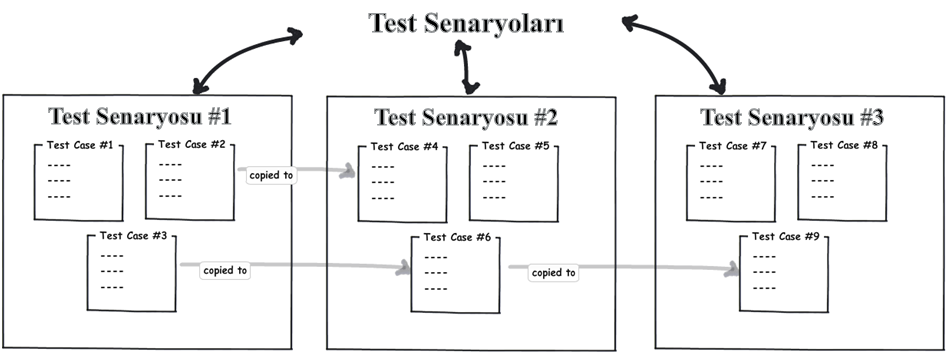 Test Senaryoları
Test Senaryosu #1
Test Case #1
----
----
----
Test Case #2
----
----
----
Test Case #3
----
----
----
copied to
copied to
Test Senaryosu #2
Test Case #4
----
----
----
Test Case #5
----
----
----
Test Case #6
----
----
----
copied to
Test Senaryosu #3
Test Case #7
----
----
----
Test Case #8
----
----
----
Test Case #9
----
----
----